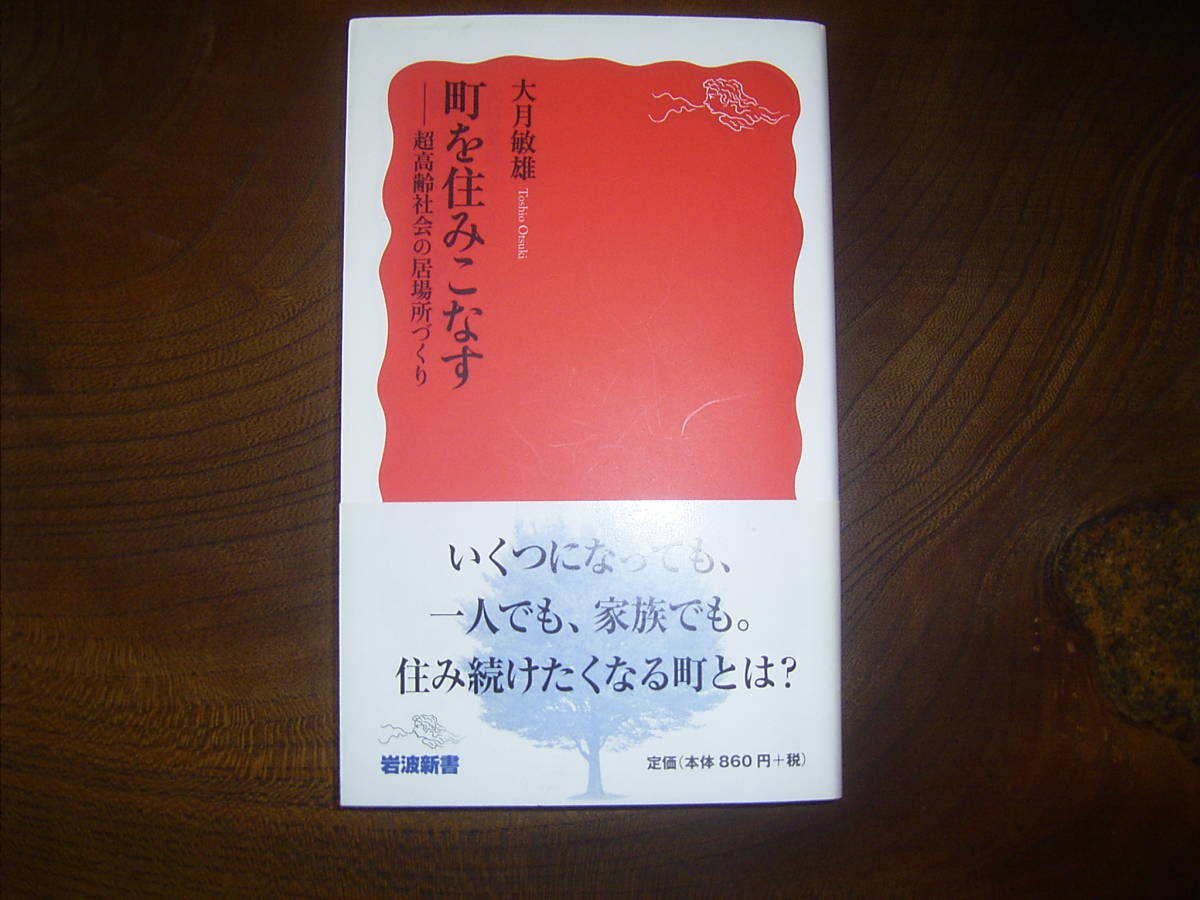 大月敏雄 Toshio Otsuki
町を住みこなす
――超高齢社会の居場所づくり
いくつになっても、
一人でも、家族でも。
住み続けたくなる町とは?
岩波新書
定価(本体860円+税)